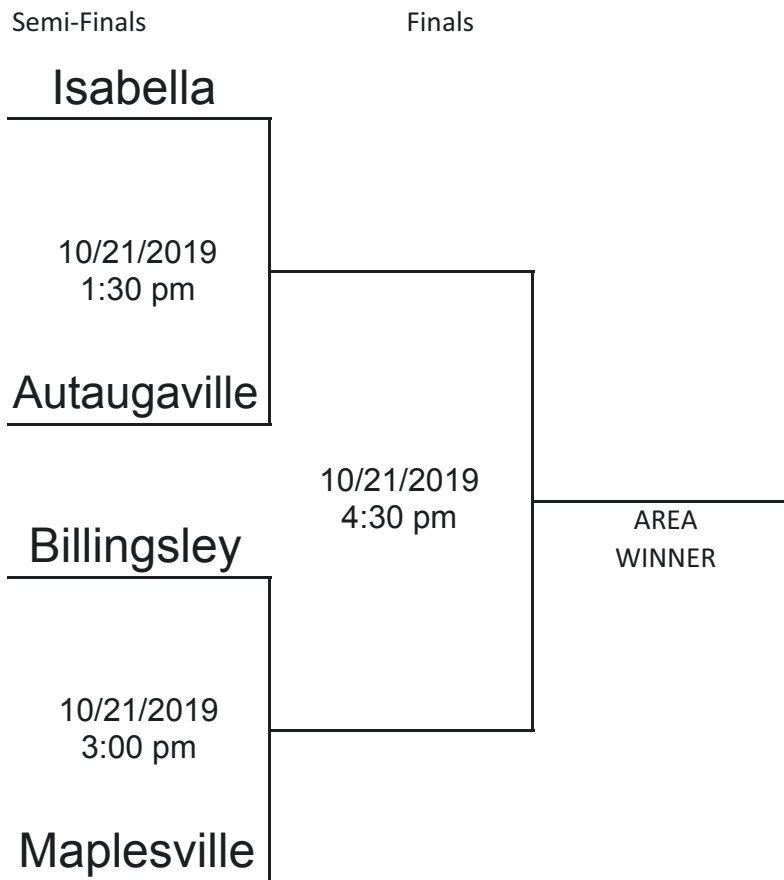 Semi-Finals
Finals
Isabella
10/21/2019
1:30 pm
Autaugaville
10/21/2019
4:30 pm
AREA
WINNER
Billingsley
10/21/2019
3:00 pm
Maplesville